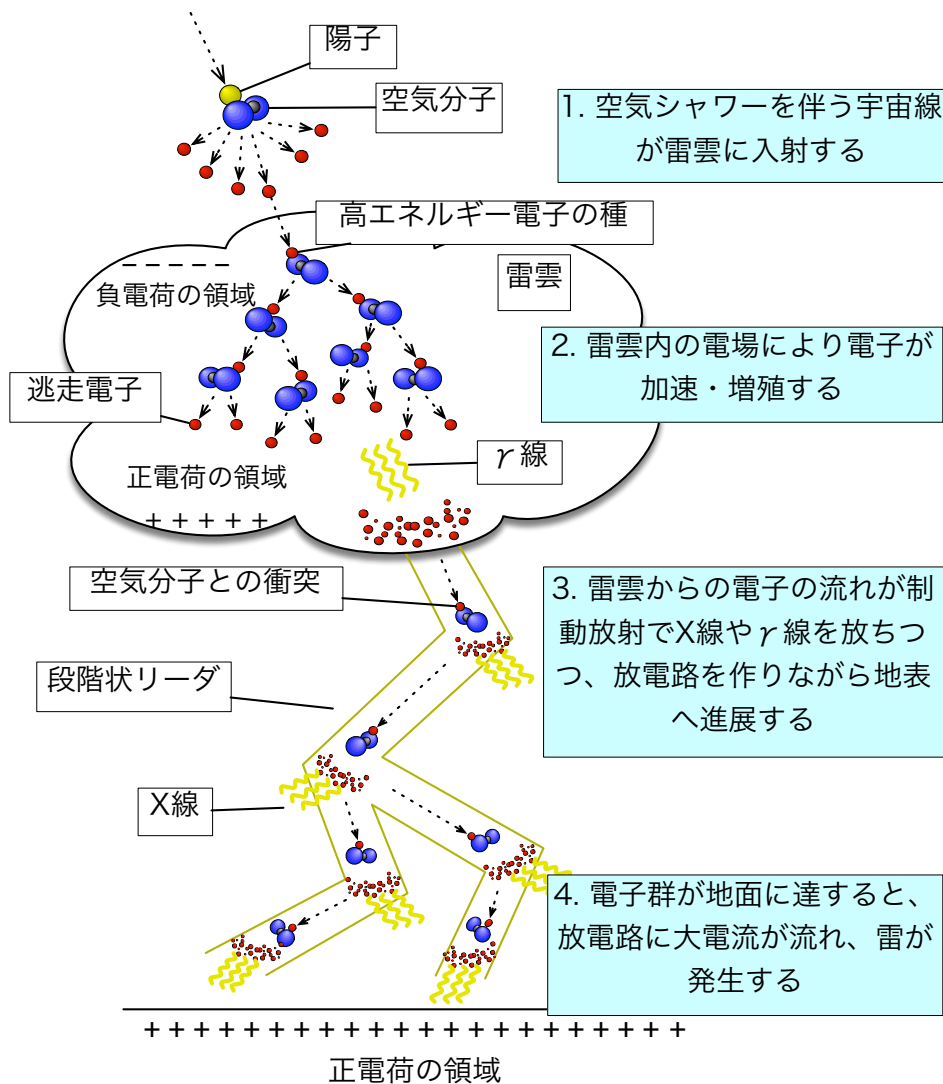 陽子
空気分子
1. 空気シャワーを伴う宇宙線
が雷雲に入射する
高エネルギー電子の種
雷雲
− − − − −
負電荷の領域
2. 雷雲内の電場により電子が
加速・増殖する
逃走電子
γ線
正電荷の領域
+ + + + +
空気分子との衝突
3. 雷雲からの電子の流れが制
動放射でX線やγ線を放ちつ
つ、放電路を作りながら地表
へ進展する
段階状リーダ
X線
4. 電子群が地面に達すると、
放電路に大電流が流れ、雷が
発生する
+ + + + + + + + + + + + + + + + + + + + + + +
正電荷の領域